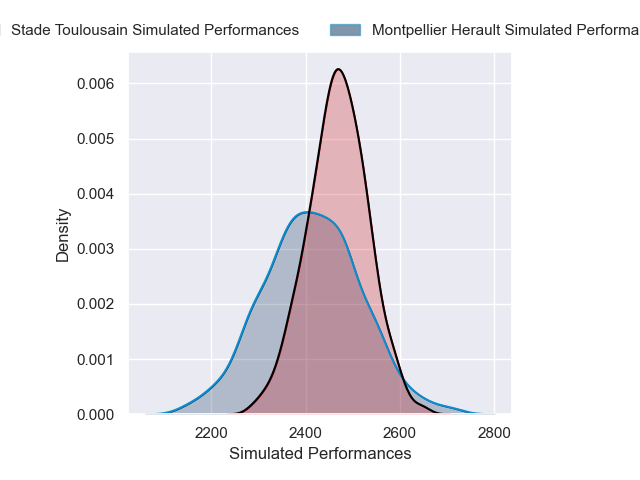 Stade Toulousain Simulated Performances
Montpellier Herault Simulated Performa
0.006
0.005
0.004
0.003
0.002
0.001
0.000
Density
2200
2400
2600
2800
Simulated Performances